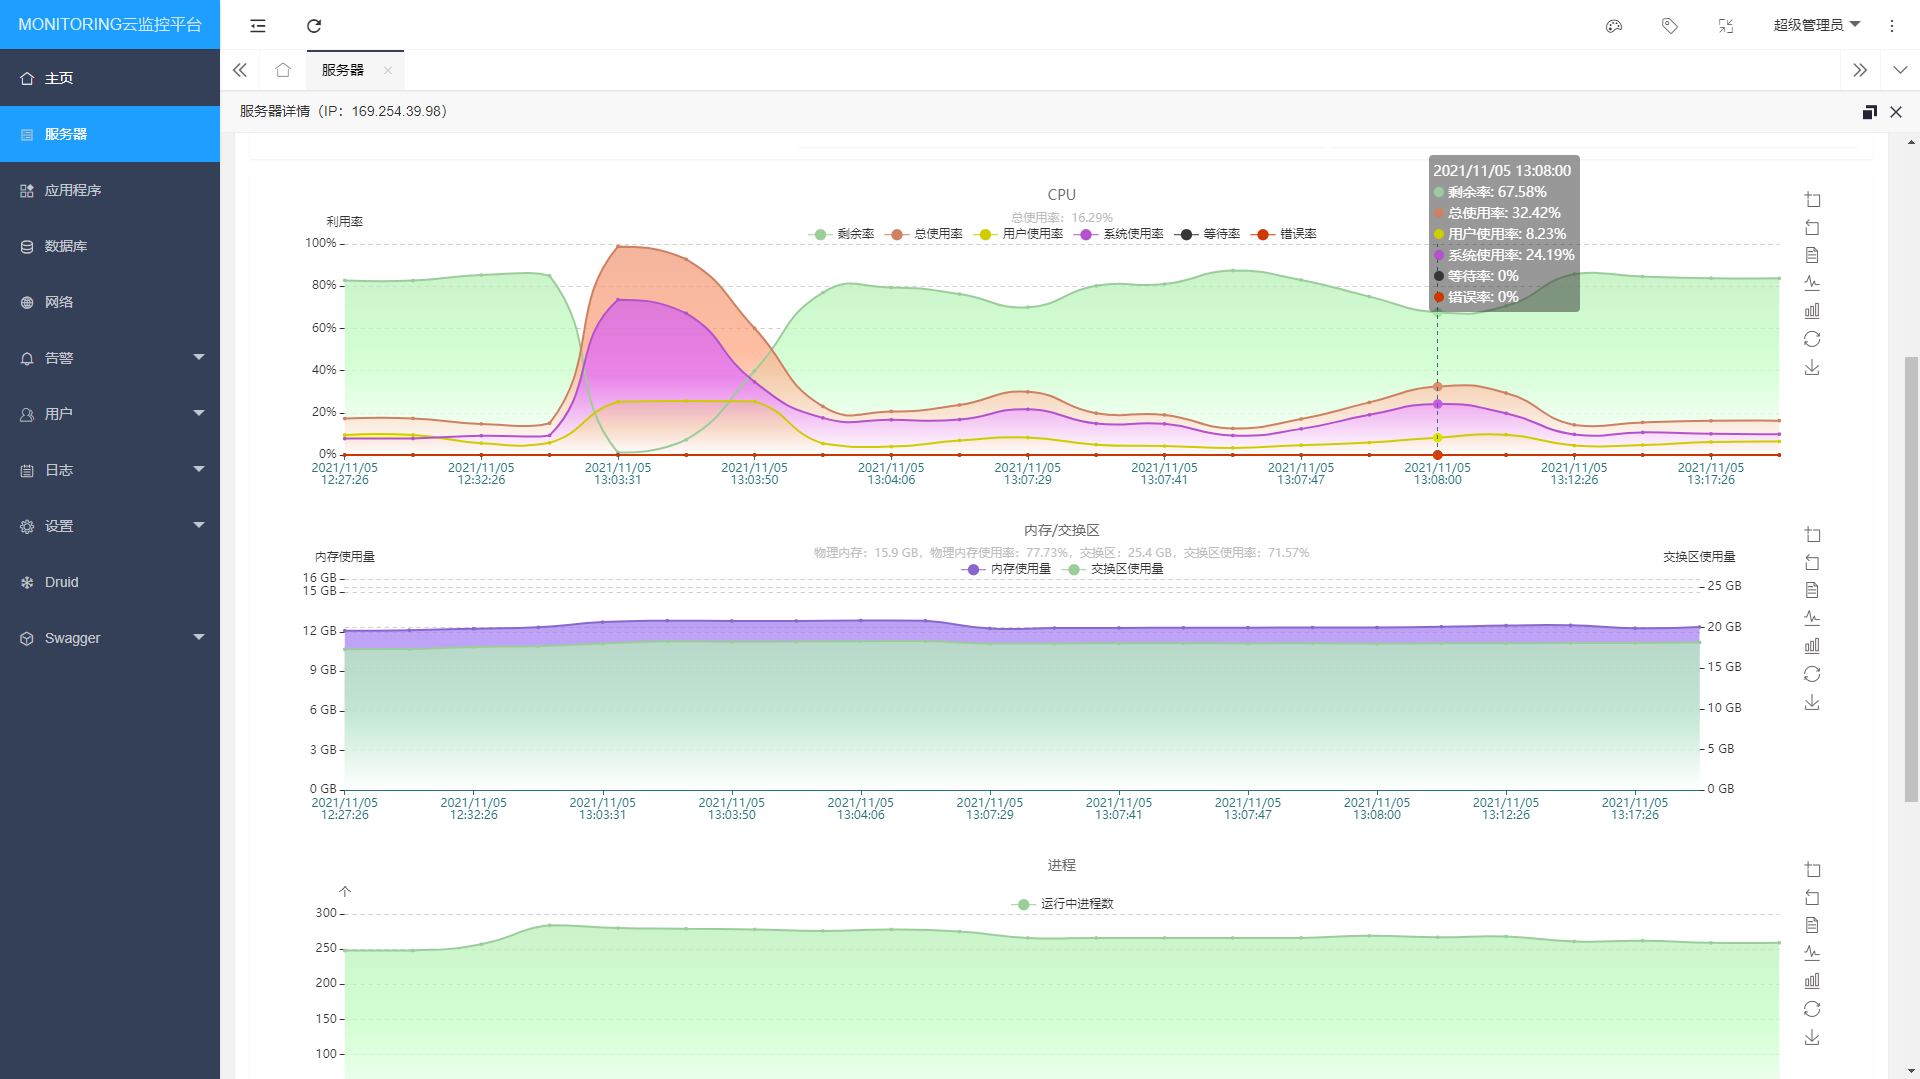 MONITORING云监控平台
主页
服务器
应用程序
数据库
网络
告警
用户
日志
设置
Druid
Swagger
超级管理员
服务器
服务器详情（IP：169.254.39.98）
CPU
总使用率：16.29%
利用率
剩余率 总使用率 用户使用率 系统使用率 等待率 错误率
2021/11/05 13:08:00
剩余率: 67.58%
总使用率: 32.42%
用户使用率: 8.23%
系统使用率: 24.19%
等待率: 0%
错误率: 0%
100%
80%
60%
40%
20%
0%
2021/11/05 12:27:26
2021/11/05 12:32:26
2021/11/05 13:03:31
2021/11/05 13:03:50
2021/11/05 13:04:06
2021/11/05 13:07:29
2021/11/05 13:07:41
2021/11/05 13:07:47
2021/11/05 13:08:00
2021/11/05 13:12:26
2021/11/05 13:17:26
内存/交换区
物理内存：15.9 GB，物理内存使用率：77.73%，交换区：25.4 GB，交换区使用率：71.57%
内存使用量
交换区使用量
内存使用量 交换区使用量
16 GB
15 GB
12 GB
9 GB
6 GB
3 GB
0 GB
25 GB
20 GB
15 GB
10 GB
5 GB
0 GB
2021/11/05 12:27:26
2021/11/05 12:32:26
2021/11/05 13:03:31
2021/11/05 13:03:50
2021/11/05 13:04:06
2021/11/05 13:07:29
2021/11/05 13:07:41
2021/11/05 13:07:47
2021/11/05 13:08:00
2021/11/05 13:12:26
2021/11/05 13:17:26
进程
个
运行中进程数
300
250
200
150
100